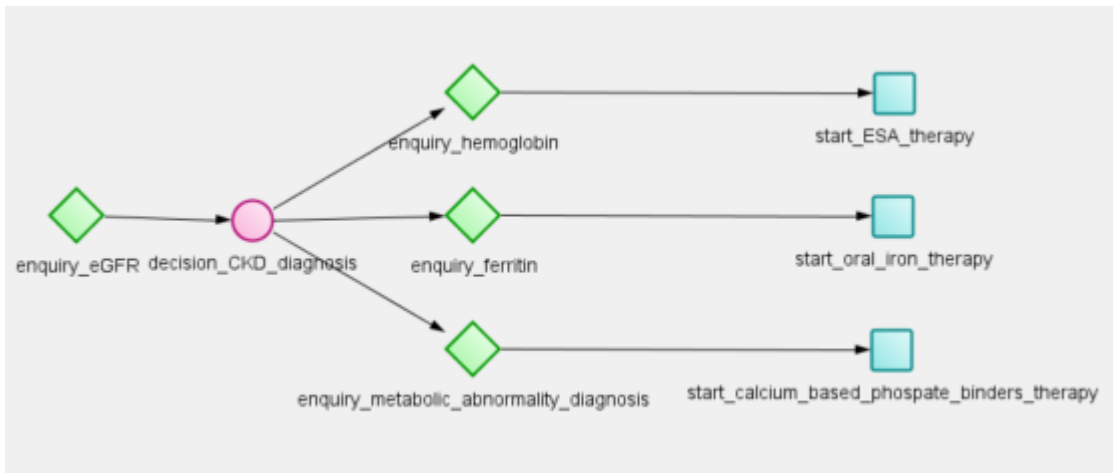 enquiry_hemoglobin
start_ESA_therapy
enquiry_eGFR
decision_CKD_diagnosis
enquiry_ferritin
start_oral_iron_therapy
enquiry_metabolic_abnormality_diagnosis
start_calcium_based_phospate_binders_therapy